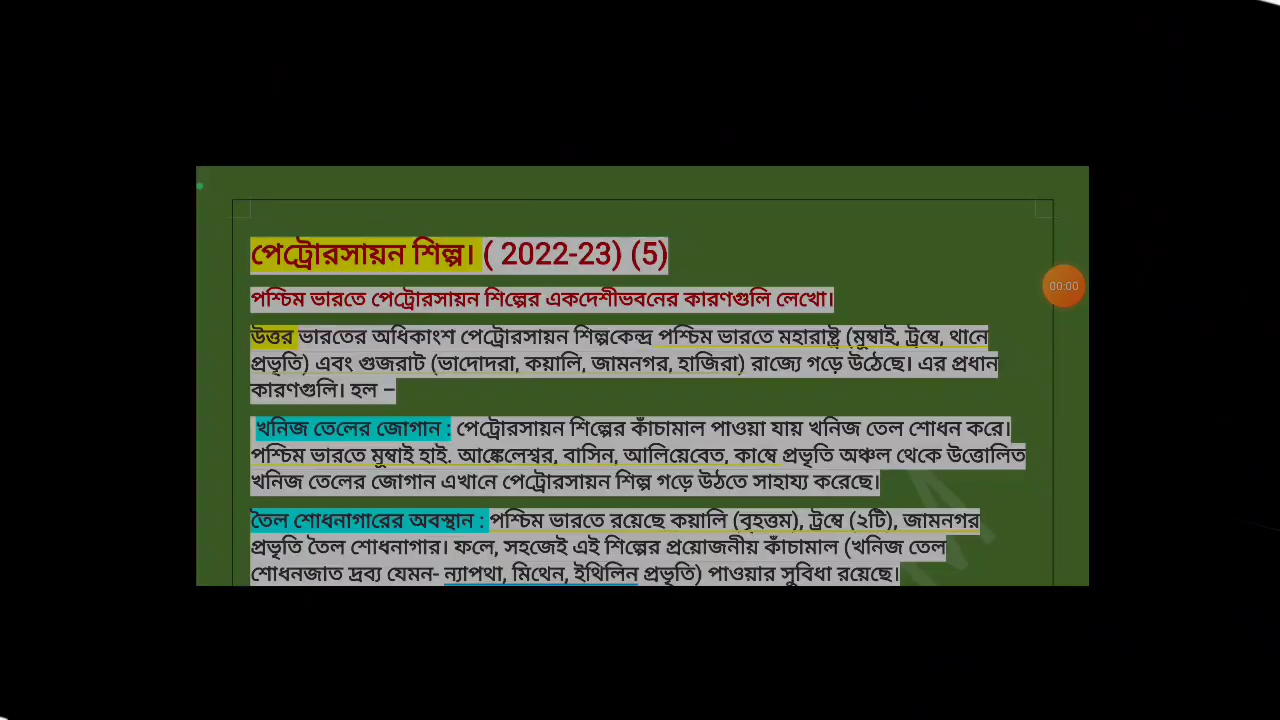 পেট্রোরসায়ন শিল্প। ( 2022-23) (5)
পশ্চিম ভারতে পেট্রোরসায়ন শিল্পের একদেশীভবনের কারণগুলি লেখো।
উত্তর ভারতের অধিকাংশ পেট্রোরসায়ন শিল্পকেন্দ্র পশ্চিম ভারতে মহারাষ্ট্র (মুম্বাই, ট্রম্বে, থানে
প্রভৃতি) এবং গুজরাট (ভাদোদরা, কয়ালি, জামনগর, হাজিরা) রাজ্যে গড়ে উঠেছে। এর প্রধান
কারণগুলি। হল –
খনিজ তেলের জোগান : পেট্রোরসায়ন শিল্পের কাঁচামাল পাওয়া যায় খনিজ তেল শোধন করে।
পশ্চিম ভারতে মুম্বাই হাই. আঙ্কেলেশ্বর, বাসিন, আলিয়েবেত, কাম্বে প্রভৃতি অঞ্চল থেকে উত্তোলিত
খনিজ তেলের জোগান এখানে পেট্রোরসায়ন শিল্প গড়ে উঠতে সাহায্য করেছে।
তৈল শোধনাগারের অবস্থান : পশ্চিম ভারতে রয়েছে কয়ালি (বৃহত্তম), ট্রম্বে (২টি), জামনগর
প্রভৃতি তৈল শোধনাগার। ফলে, সহজেই এই শিল্পের প্রয়োজনীয় কাঁচামাল (খনিজ তেল
শোধনজাত দ্রব্য যেমন- ন্যাপথা, মিথেন, ইথিলিন প্রভৃতি) পাওয়ার সুবিধা রয়েছে।
00:00